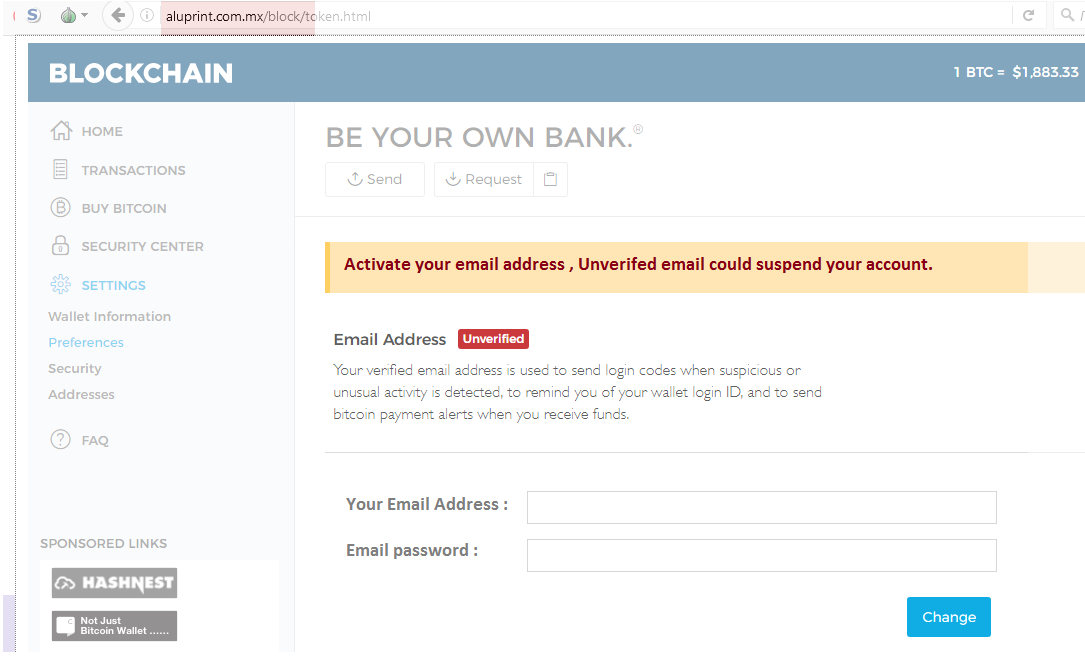 S
aluprint.com.mx/block/token.html
BLOCKCHAIN
1 BTC = $1,883.33
HOME
TRANSACTIONS
BUY BITCOIN
SECURITY CENTER
SETTINGS
Wallet Information
Preferences
Security
Addresses
FAQ
SPONSORED LINKS
HASHNEST
Not Just
Bitcoin Wallet ......
BE YOUR OWN BANK.®
Send
Request
Activate your email address , Unverifed email could suspend your account.
Email Address Unverified
Your verified email address is used to send login codes when suspicious or
unusual activity is detected, to remind you of your wallet login ID, and to send
bitcoin payment alerts when you receive funds.
Your Email Address :
Email password :
Change